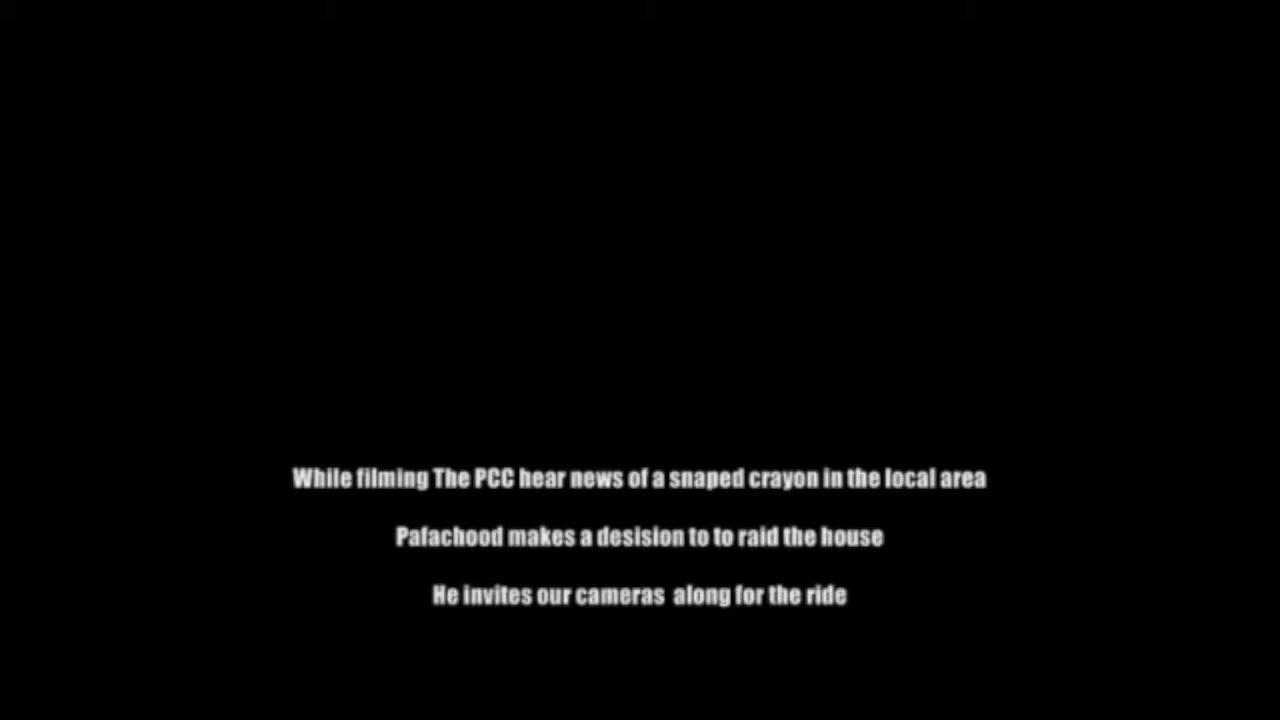 While filming The PCC hear news of a snaped crayon in the local area
Pafachood makes a desision to to raid the house
He invites our cameras  along for the ride